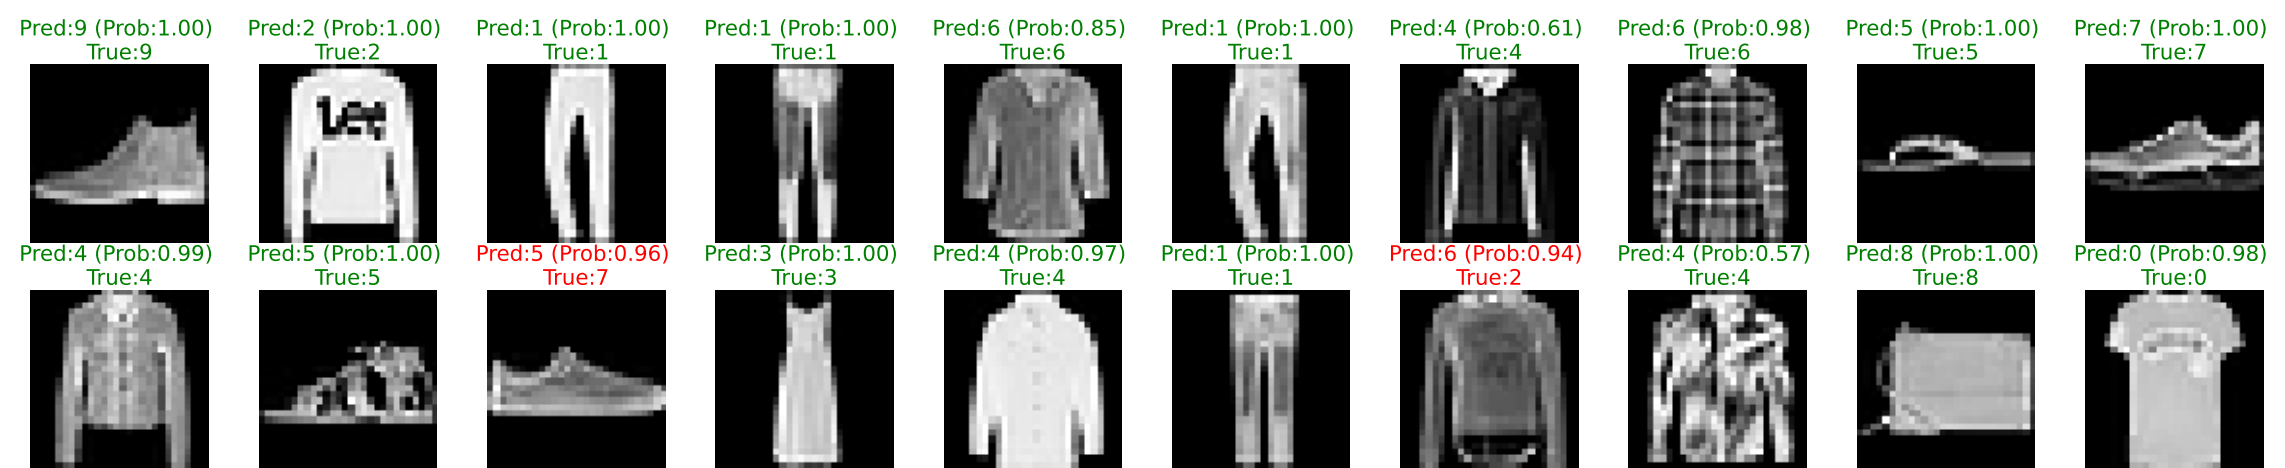 Pred:9 (Prob:1.00) Pred:2 (Prob:1.00) Pred:1 (Prob:1.00) Pred:1 (Prob:1.00) Pred:6 (Prob:0.85) Pred:1 (Prob:1.00) Pred:4 (Prob:0.61) Pred:6 (Prob:0.98) Pred:5 (Prob:1.00) Pred:7 (Prob:1.00)
True:9 True:2 True:1 True:1 True:6 True:1 True:4 True:6 True:5 True:7
Lee
Pred:4 (Prob:0.99) Pred:5 (Prob:1.00) Pred:5 (Prob:0.96) Pred:3 (Prob:1.00) Pred:4 (Prob:0.97) Pred:1 (Prob:1.00) Pred:6 (Prob:0.94) Pred:4 (Prob:0.57) Pred:8 (Prob:1.00) Pred:0 (Prob:0.98)
True:4 True:5 True:7 True:3 True:4 True:1 True:2 True:4 True:8 True:0